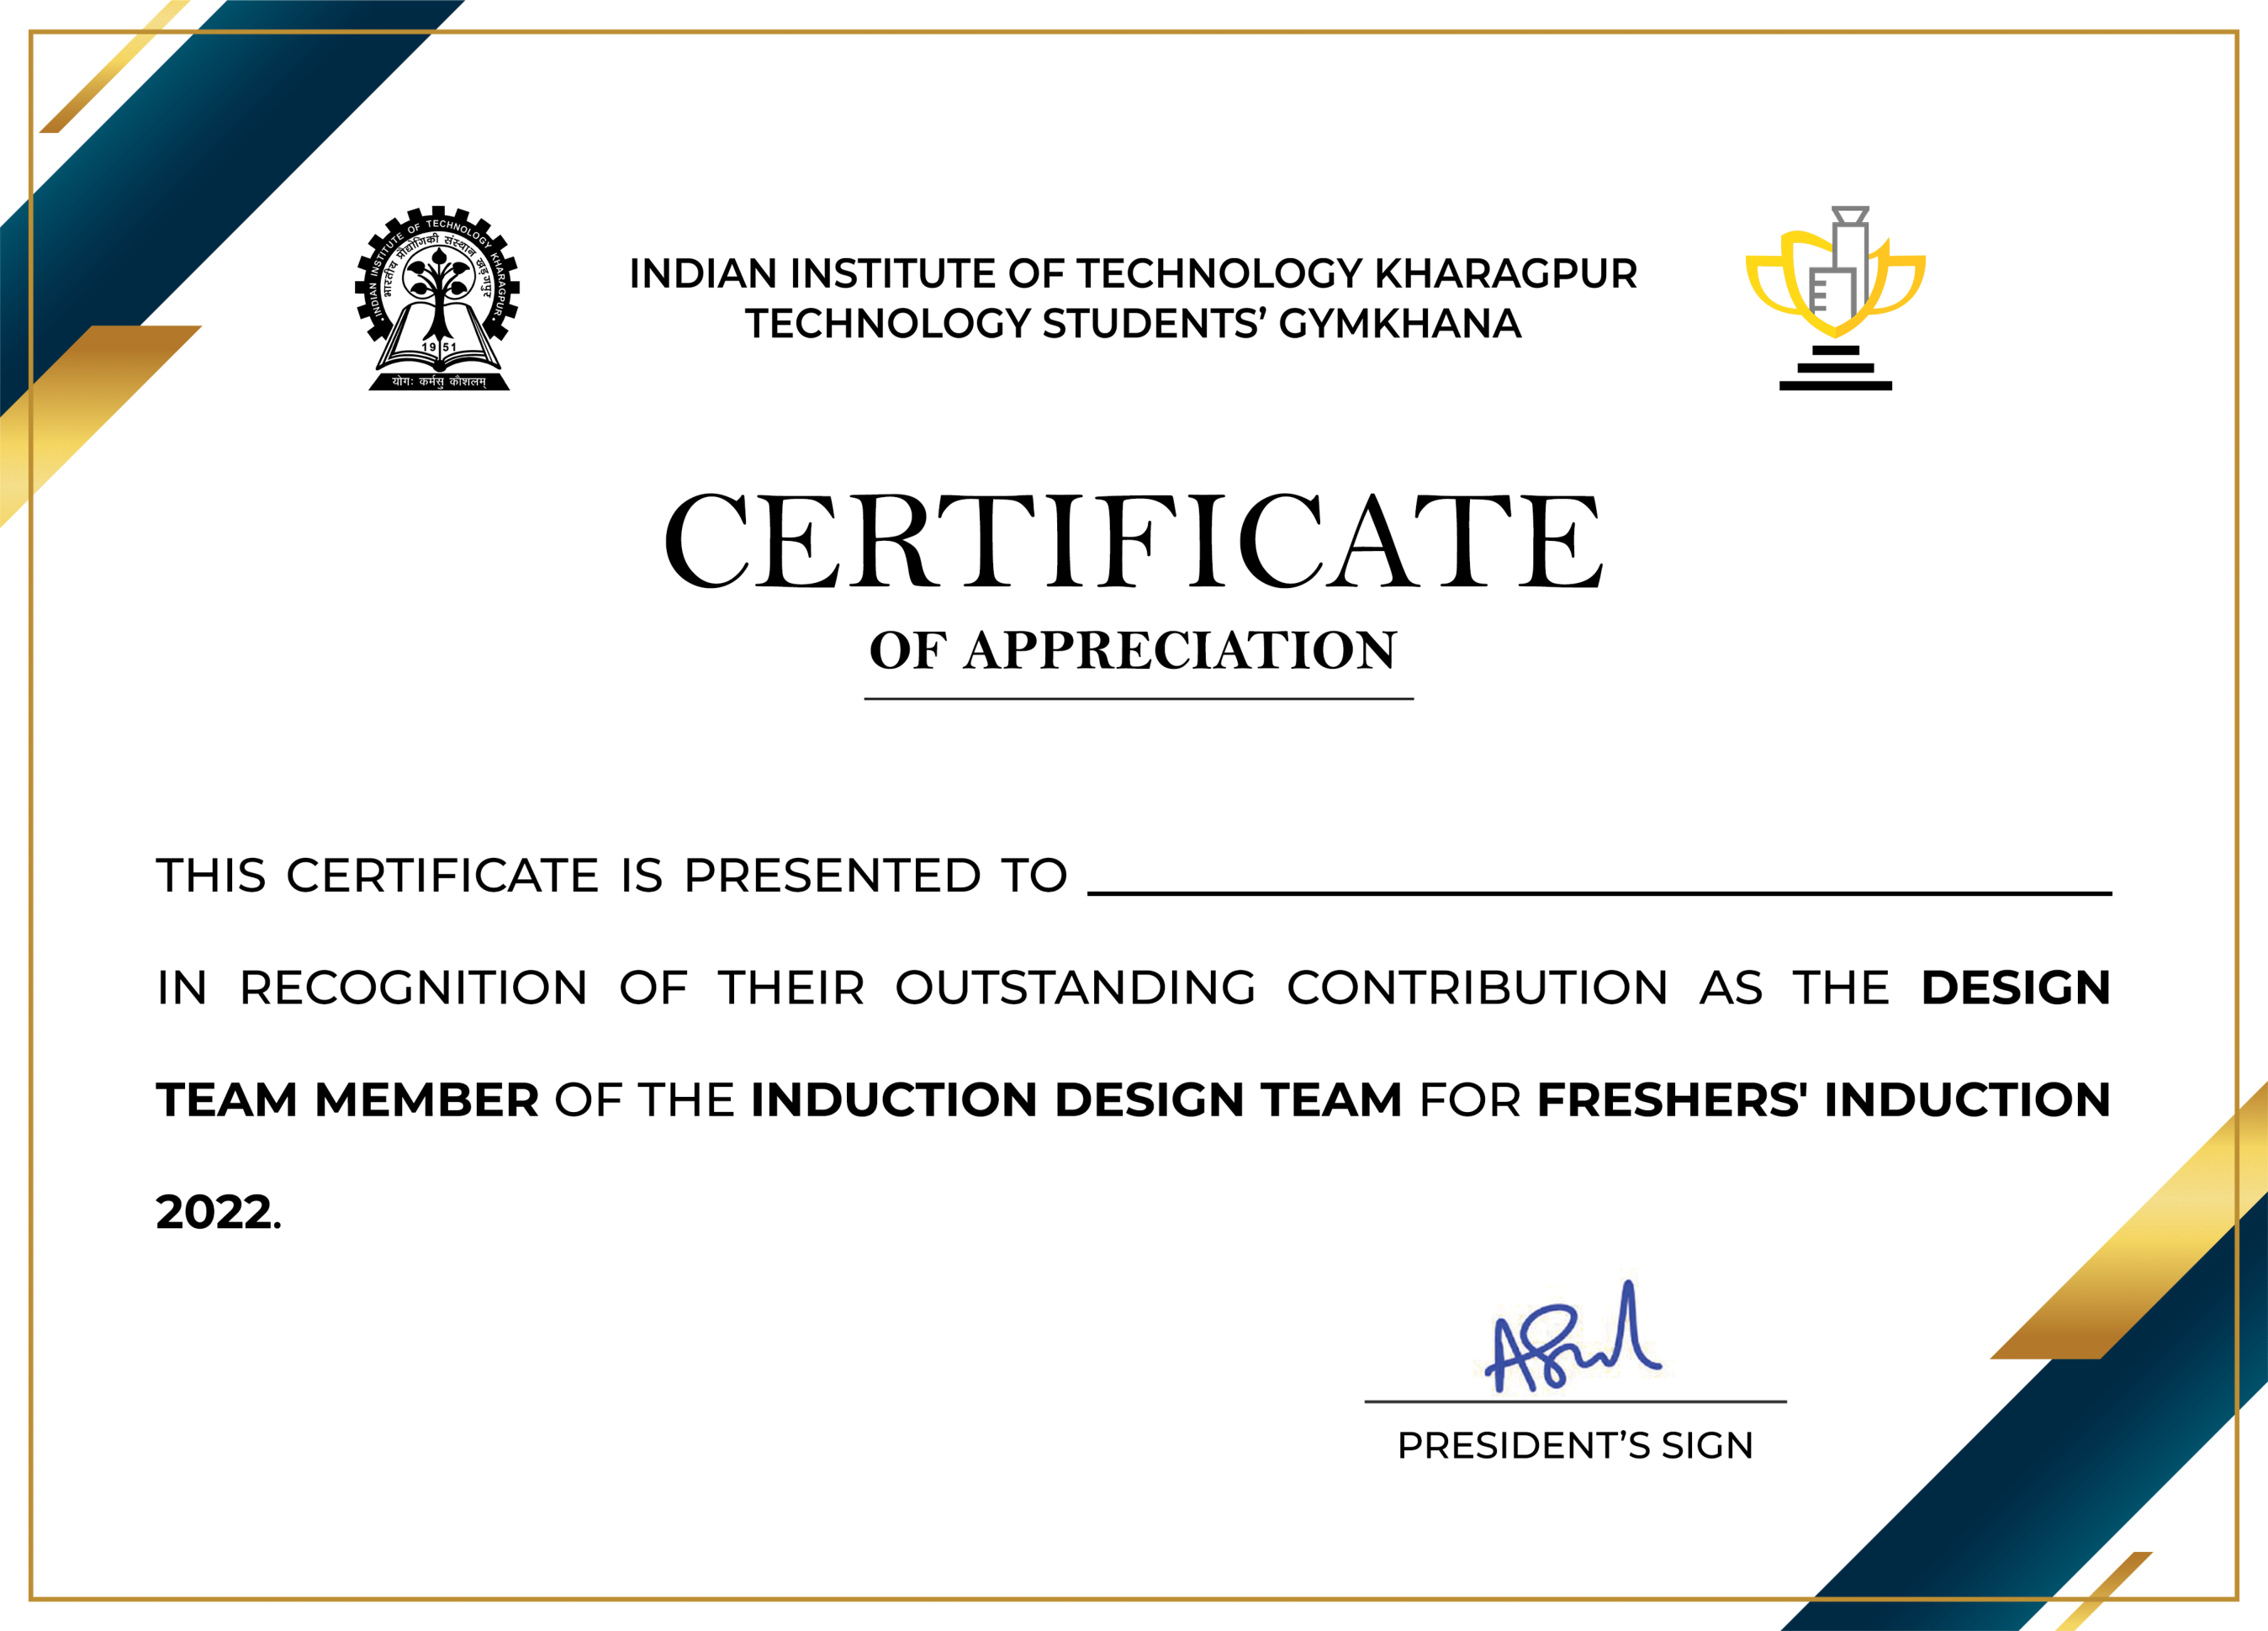 INDIAN INSTITUTE OF TECHNOLOGY KHARAGPUR
भारतीय प्रौद्योगिकी संस्थान खड़गपुर
19 51
योगः कर्मसु कौशलम्
INDIAN INSTITUTE OF TECHNOLOGY KHARAGPUR
TECHNOLOGY STUDENTS’ GYMKHANA
CERTIFICATE
OF APPRECIATION
THIS CERTIFICATE IS PRESENTED TO
IN RECOGNITION OF THEIR OUTSTANDING CONTRIBUTION AS THE DESIGN
TEAM MEMBER OF THE INDUCTION DESIGN TEAM FOR FRESHERS' INDUCTION
2022.
PRESIDENT’S SIGN